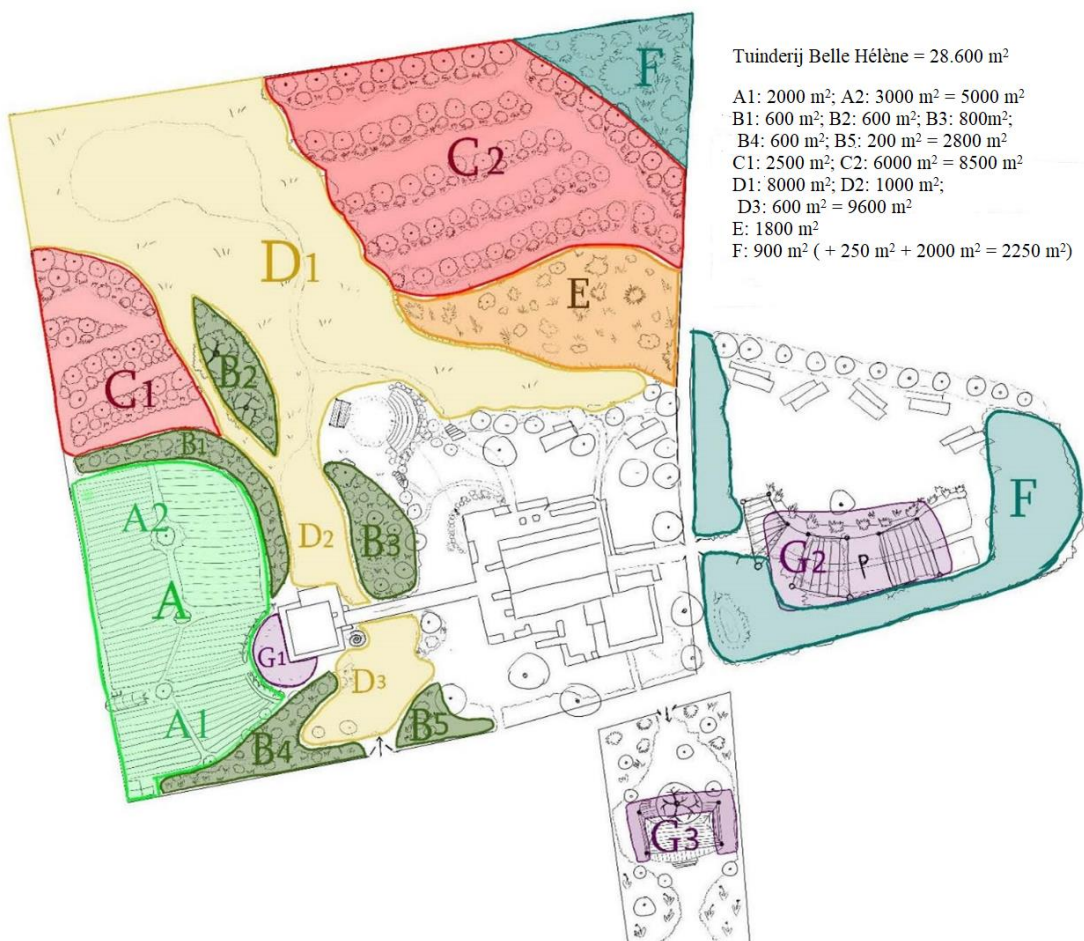 Tuinderij Belle Hélène = 28.600 m²
A1: 2000 m²; A2: 3000 m² = 5000 m²
B1: 600 m²; B2: 600 m²; B3: 800m²;
B4: 600 m²; B5: 200 m² = 2800 m²
C1: 2500 m²; C2: 6000 m² = 8500 m²
D1: 8000 m²; D2: 1000 m²;
D3: 600 m² = 9600 m²
E: 1800 m²
F: 900 m² ( + 250 m² + 2000 m² = 2250 m²)
F
C2
D1
E
B2
C1
B1
A2
D2
B3
F
G2
P
A
G1
D3
A1
B4
B5
G3